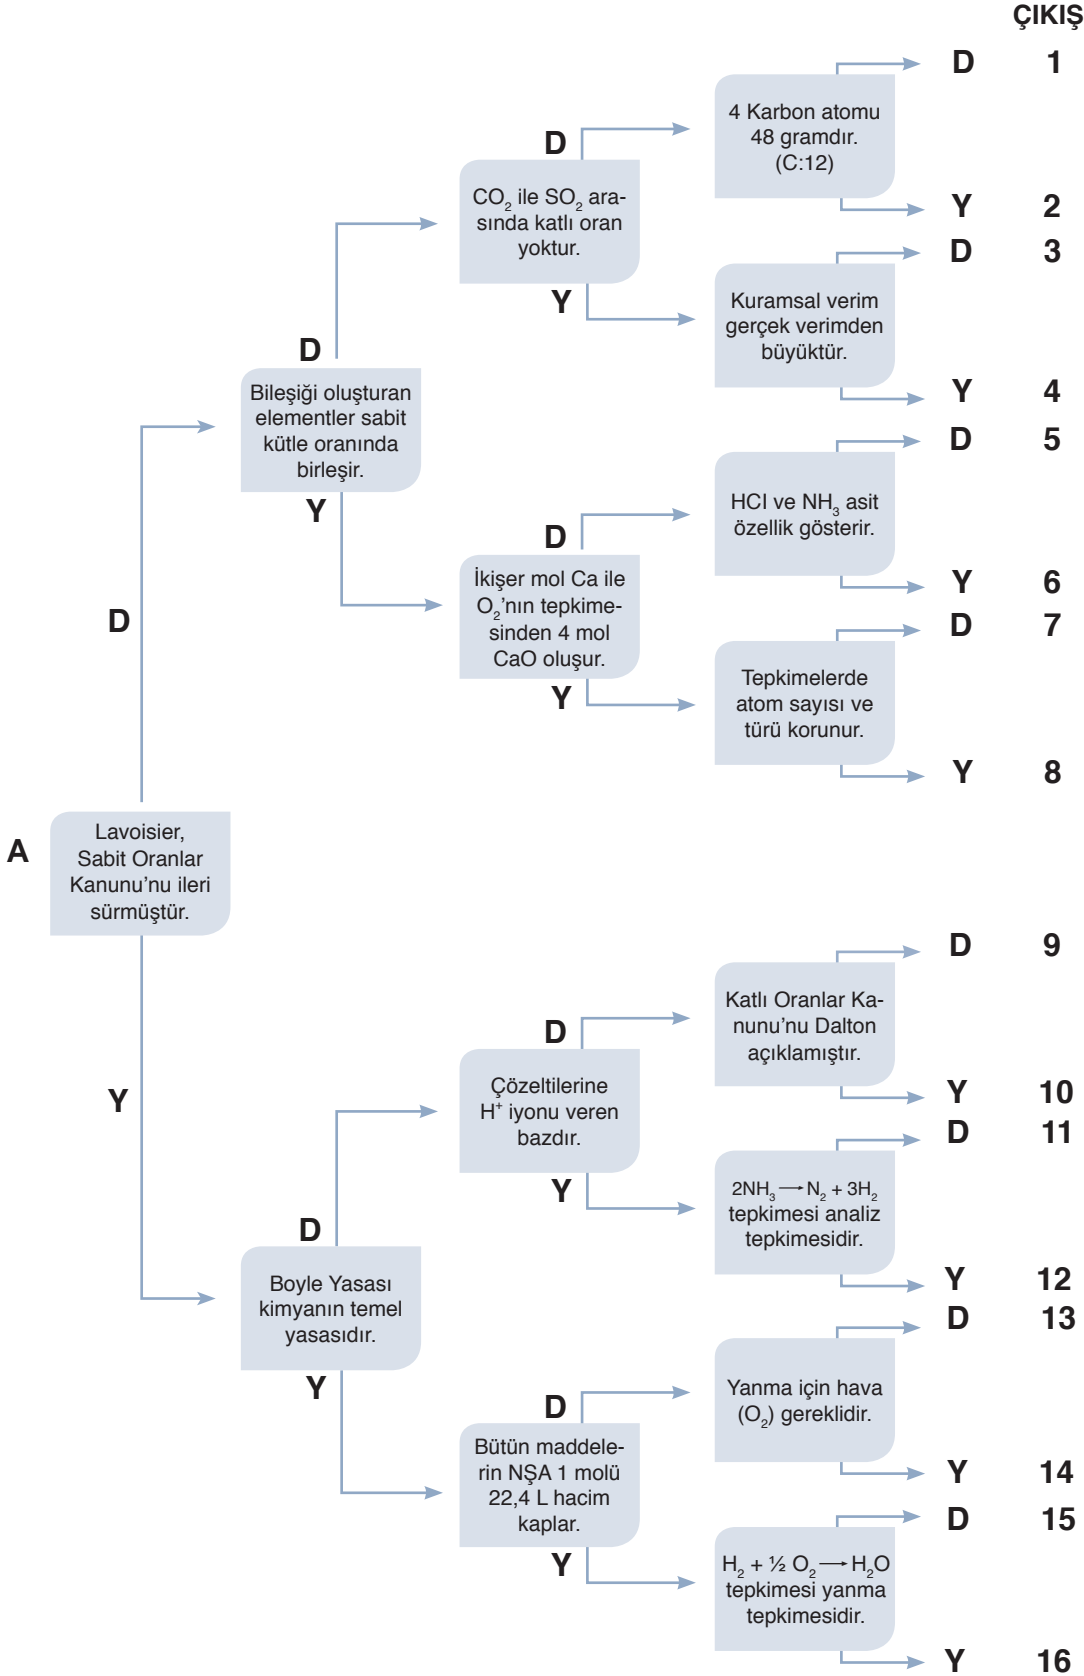 ÇIKIŞ
D 1
4 Karbon atomu
48 gramdır.
(C:12)
D
CO₂ ile SO₂ ara-
sında katlı oran
yoktur.
Y 2
D 3
Y
Kuramsal verim
gerçek verimden
büyüktür.
D
Bileşiği oluşturan
elementler sabit
kütle oranında
birleşir.
Y 4
D 5
Y
HCl ve NH₃ asit
özellik gösterir.
D
İkişer mol Ca ile
O₂'nın tepkime-
sinden 4 mol
CaO oluşur.
Y 6
D 7
D
Y
Tepkimelerde
atom sayısı ve
türü korunur.
Y 8
A
Lavoisier,
Sabit Oranlar
Kanunu'nu ileri
sürmüştür.
D 9
Katlı Oranlar Ka-
nunu'nu Dalton
açıklamıştır.
D
Çözeltilerine
H⁺ iyonu veren
bazdır.
Y
Y 10
D 11
Y
2NH₃ → N₂ + 3H₂
tepkimesi analiz
tepkimesidir.
D
Boyle Yasası
kimyanın temel
yasasıdır.
Y 12
D 13
Y
Yanma için hava
(O₂) gereklidir.
D
Bütün maddele-
rin NŞA 1 molü
22,4 L hacim
kaplar.
Y 14
D 15
Y
H₂ + ½ O₂ → H₂O
tepkimesi yanma
tepkimesidir.
Y 16